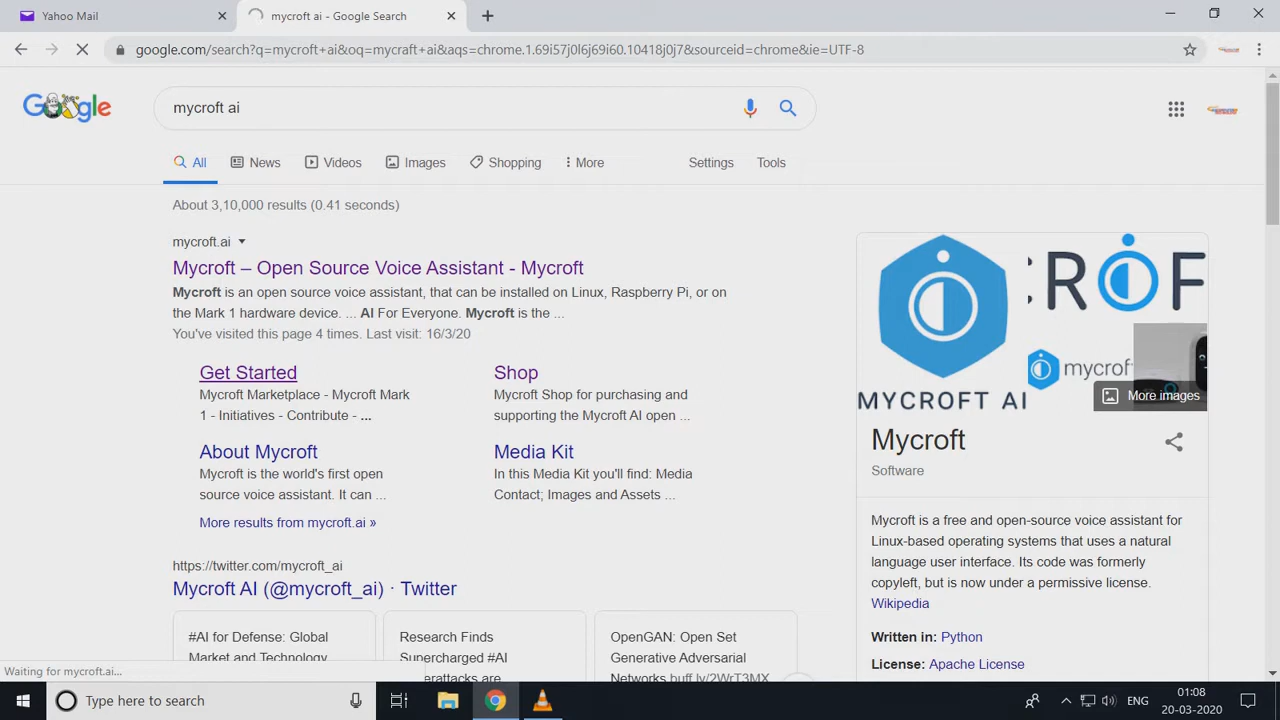 Yahoo Mail
mycroft ai - Google Search
google.com/search?q=mycroft+ai&oq=mycraft+ai&aqs=chrome.1.69i57j0l6j69i60.10418j0j7&sourceid=chrome&ie=UTF-8
Google
mycroft ai
All News Videos Images Shopping More Settings Tools
About 3,10,000 results (0.41 seconds)
mycroft.ai
Mycroft – Open Source Voice Assistant - Mycroft
Mycroft is an open source voice assistant, that can be installed on Linux, Raspberry Pi, or on
the Mark 1 hardware device. ... AI For Everyone. Mycroft is the ...
You've visited this page 4 times. Last visit: 16/3/20
Get Started
Mycroft Marketplace - Mycroft Mark
1 - Initiatives - Contribute - ...
Shop
Mycroft Shop for purchasing and
supporting the Mycroft AI open ...
About Mycroft
Mycroft is the world's first open
source voice assistant. It can ...
Media Kit
In this Media Kit you'll find: Media
Contact; Images and Assets ...
More results from mycroft.ai »
https://twitter.com/mycroft_ai
Mycroft AI (@mycroft_ai) · Twitter
#AI for Defense: Global
Market and Technology
Research Finds
Supercharged #AI
OpenGAN: Open Set
Generative Adversarial
Networks buff.ly/2WrT3MX
MYCROFT AI
CROF
mycrof
More images
Mycroft
Software
Mycroft is a free and open-source voice assistant for
Linux-based operating systems that uses a natural
language user interface. Its code was formerly
copyleft, but is now under a permissive license.
Wikipedia
Written in: Python
License: Apache License
Waiting for mycroft.ai...
Type here to search
ENG
01:08
20-03-2020